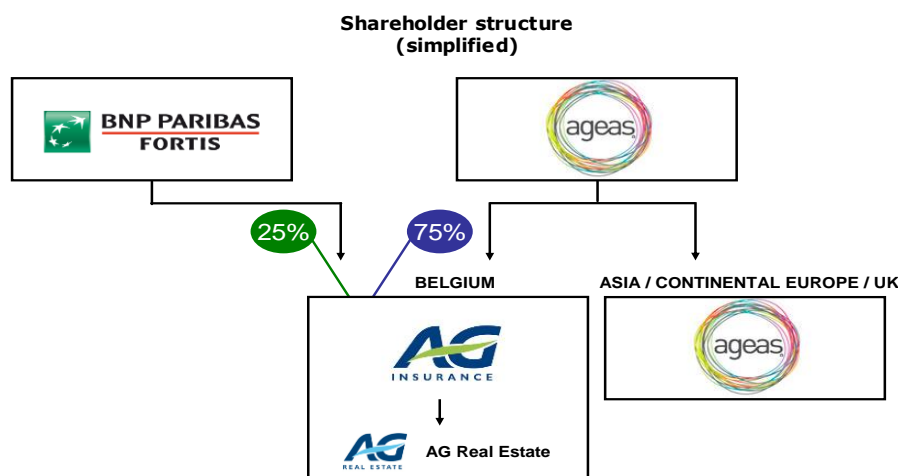 Shareholder structure
(simplified)
BNP PARIBAS
FORTIS
ageas
25%
75%
BELGIUM
ASIA / CONTINENTAL EUROPE / UK
AG
INSURANCE
ageas
AG
REAL ESTATE
AG Real Estate